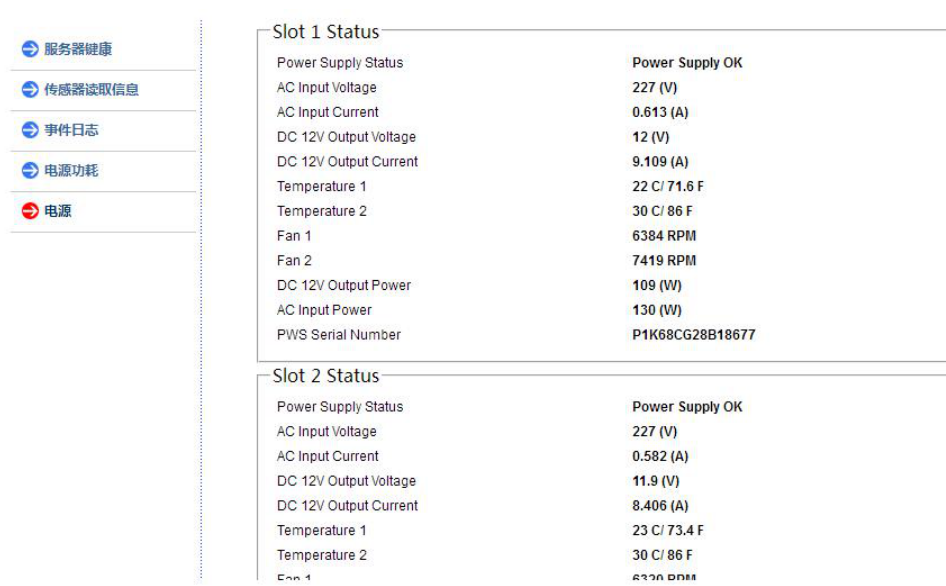 服务器健康
传感器读取信息
事件日志
电源功耗
电源
Slot 1 Status
Power Supply Status Power Supply OK
AC Input Voltage 227 (V)
AC Input Current 0.613 (A)
DC 12V Output Voltage 12 (V)
DC 12V Output Current 9.109 (A)
Temperature 1 22 C/ 71.6 F
Temperature 2 30 C/ 86 F
Fan 1 6384 RPM
Fan 2 7419 RPM
DC 12V Output Power 109 (W)
AC Input Power 130 (W)
PWS Serial Number P1K68CG28B18677
Slot 2 Status
Power Supply Status Power Supply OK
AC Input Voltage 227 (V)
AC Input Current 0.582 (A)
DC 12V Output Voltage 11.9 (V)
DC 12V Output Current 8.406 (A)
Temperature 1 23 C/ 73.4 F
Temperature 2 30 C/ 86 F
Fan 1 6320 RPM